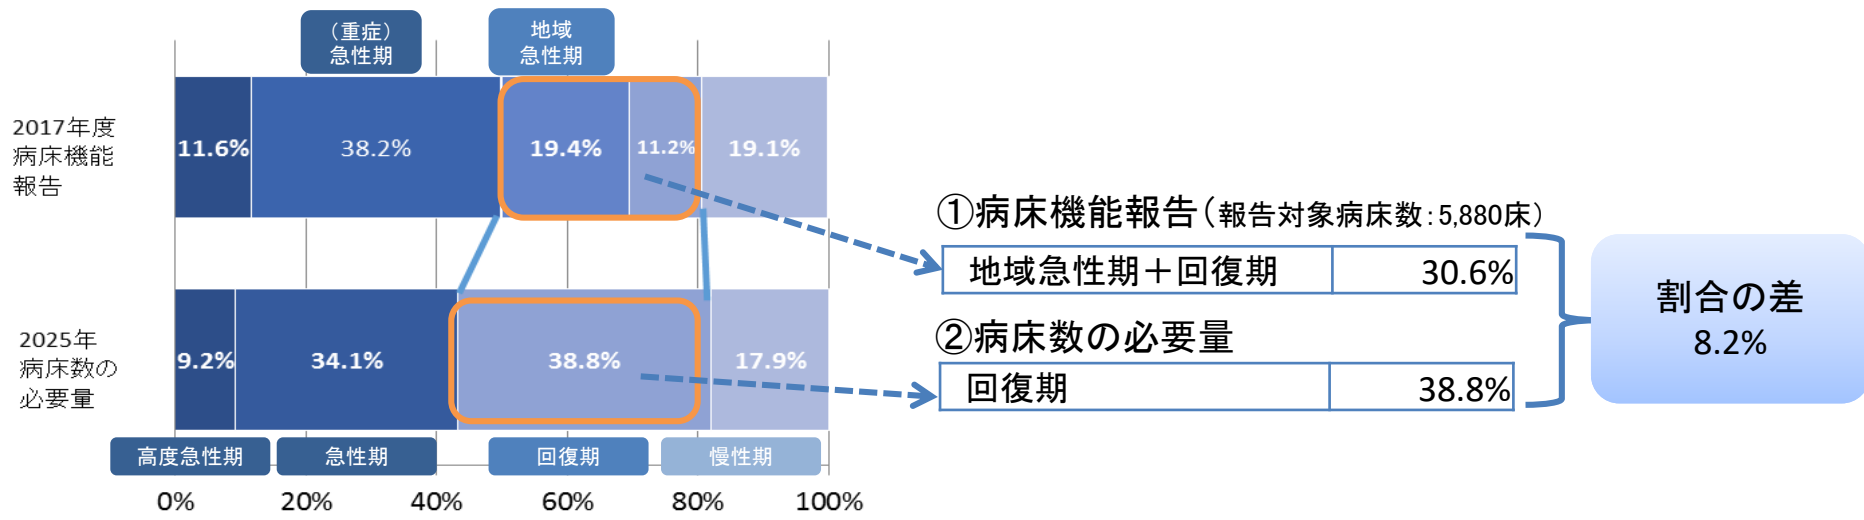 （重症）
急性期
地域
急性期
2017年度
病床機能
報告
11.6%
38.2%
19.4%
11.2%
19.1%
2025年
病床数の
必要量
9.2%
34.1%
38.8%
17.9%
高度急性期
急性期
回復期
慢性期
0%
20%
40%
60%
80%
100%
①病床機能報告（報告対象病床数：5,880床）
地域急性期＋回復期 30.6%
②病床数の必要量
回復期 38.8%
割合の差
8.2%